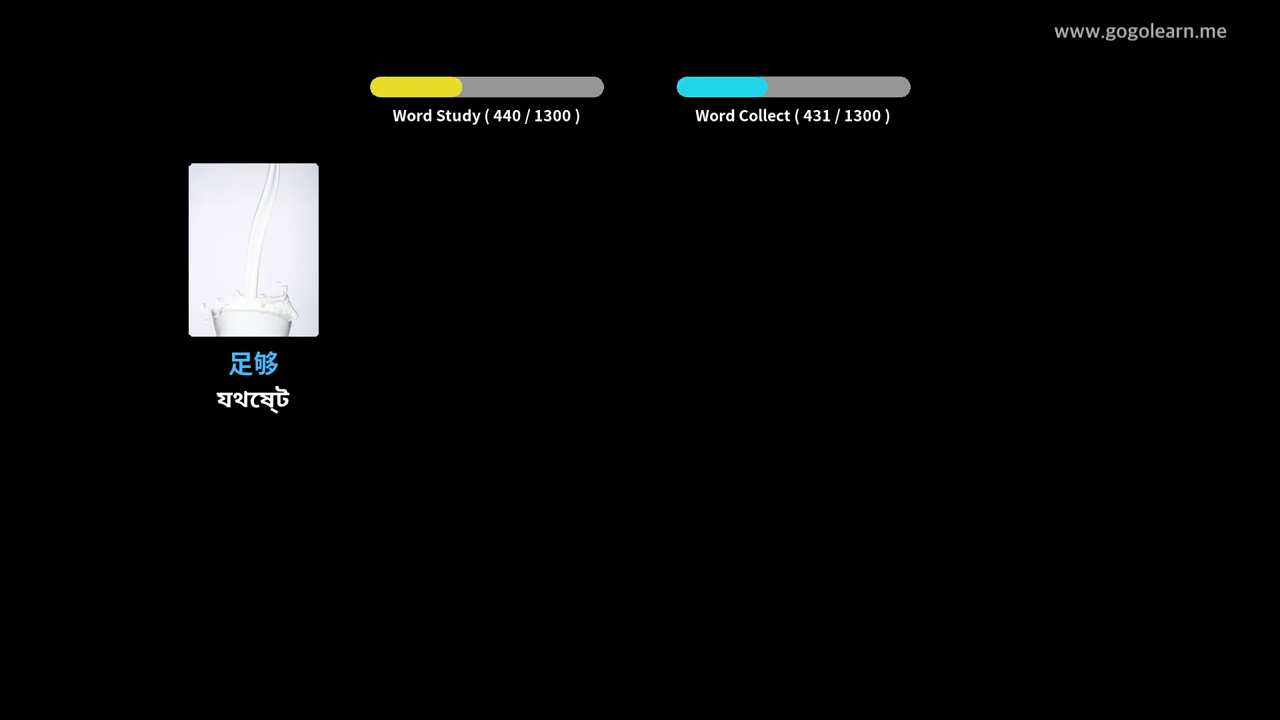 www.gogolearn.me
Word Study ( 440 / 1300 )
Word Collect ( 431 / 1300 )
足够
যথেষ্ট